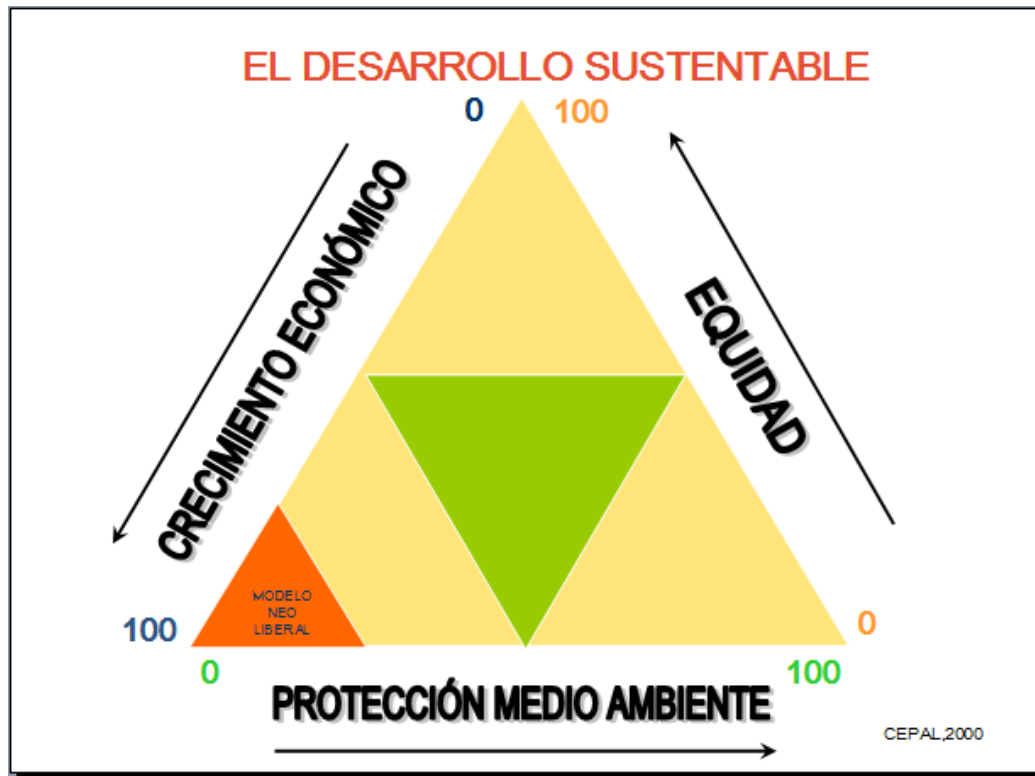 EL DESARROLLO SUSTENTABLE
0
100
CRECIMIENTO ECONÓMICO
EQUIDAD
MODELO
NEO
LIBERAL
100
0
0
100
PROTECCIÓN MEDIO AMBIENTE
CEPAL,2000